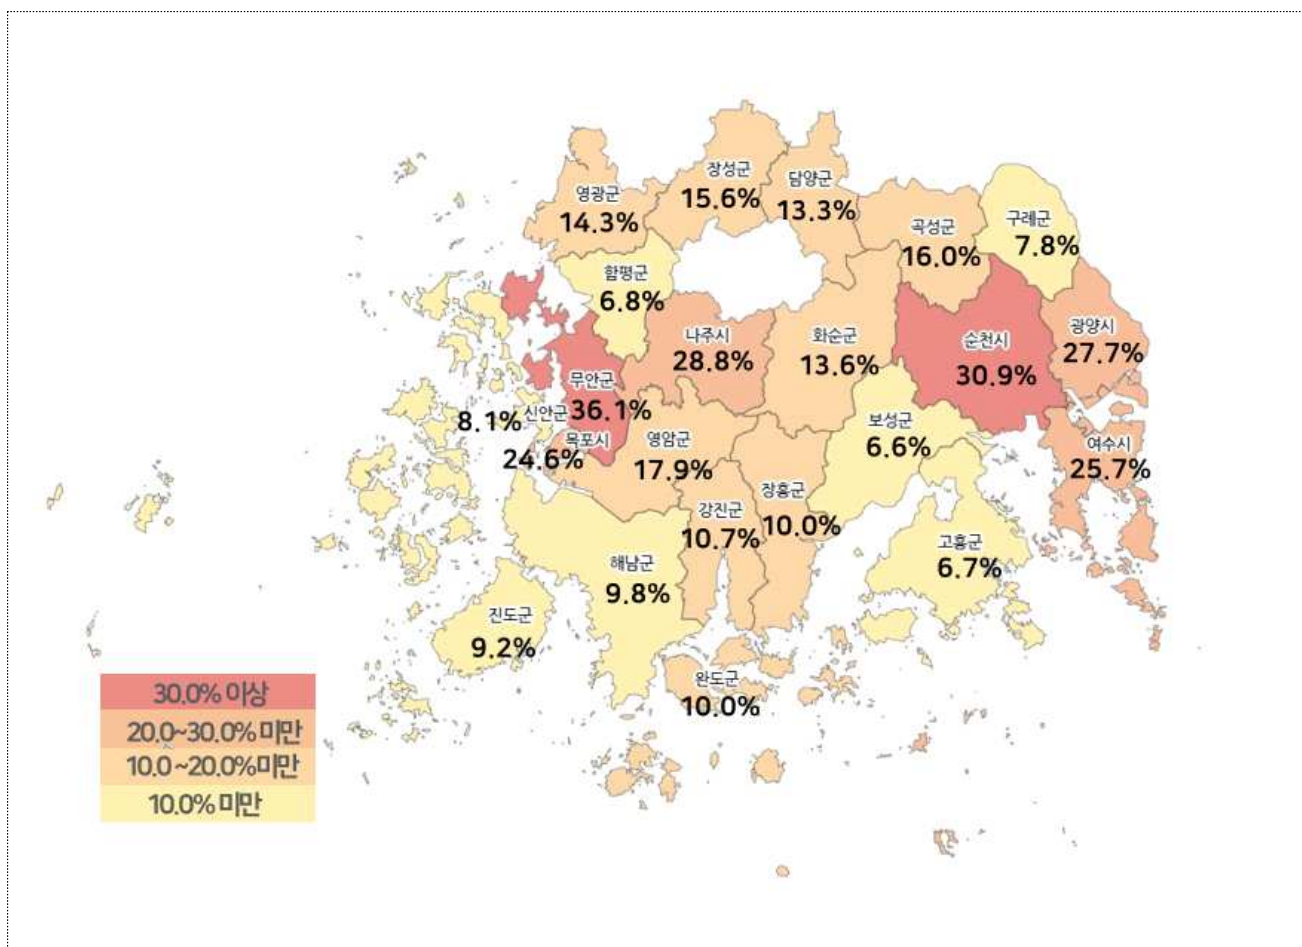 장성군
15.6%
담양군
13.3%
영광군
14.3%
곡성군
16.0%
구례군
7.8%
함평군
6.8%
나주시
28.8%
화순군
13.6%
순천시
30.9%
광양시
27.7%
무안군
36.1%
신안군
8.1%
목포시
24.6%
영암군
17.9%
보성군
6.6%
여수시
25.7%
장흥군
10.0%
강진군
10.7%
고흥군
6.7%
해남군
9.8%
진도군
9.2%
완도군
10.0%
30.0% 이상
20.0~30.0% 미만
10.0~20.0%미만
10.0% 미만